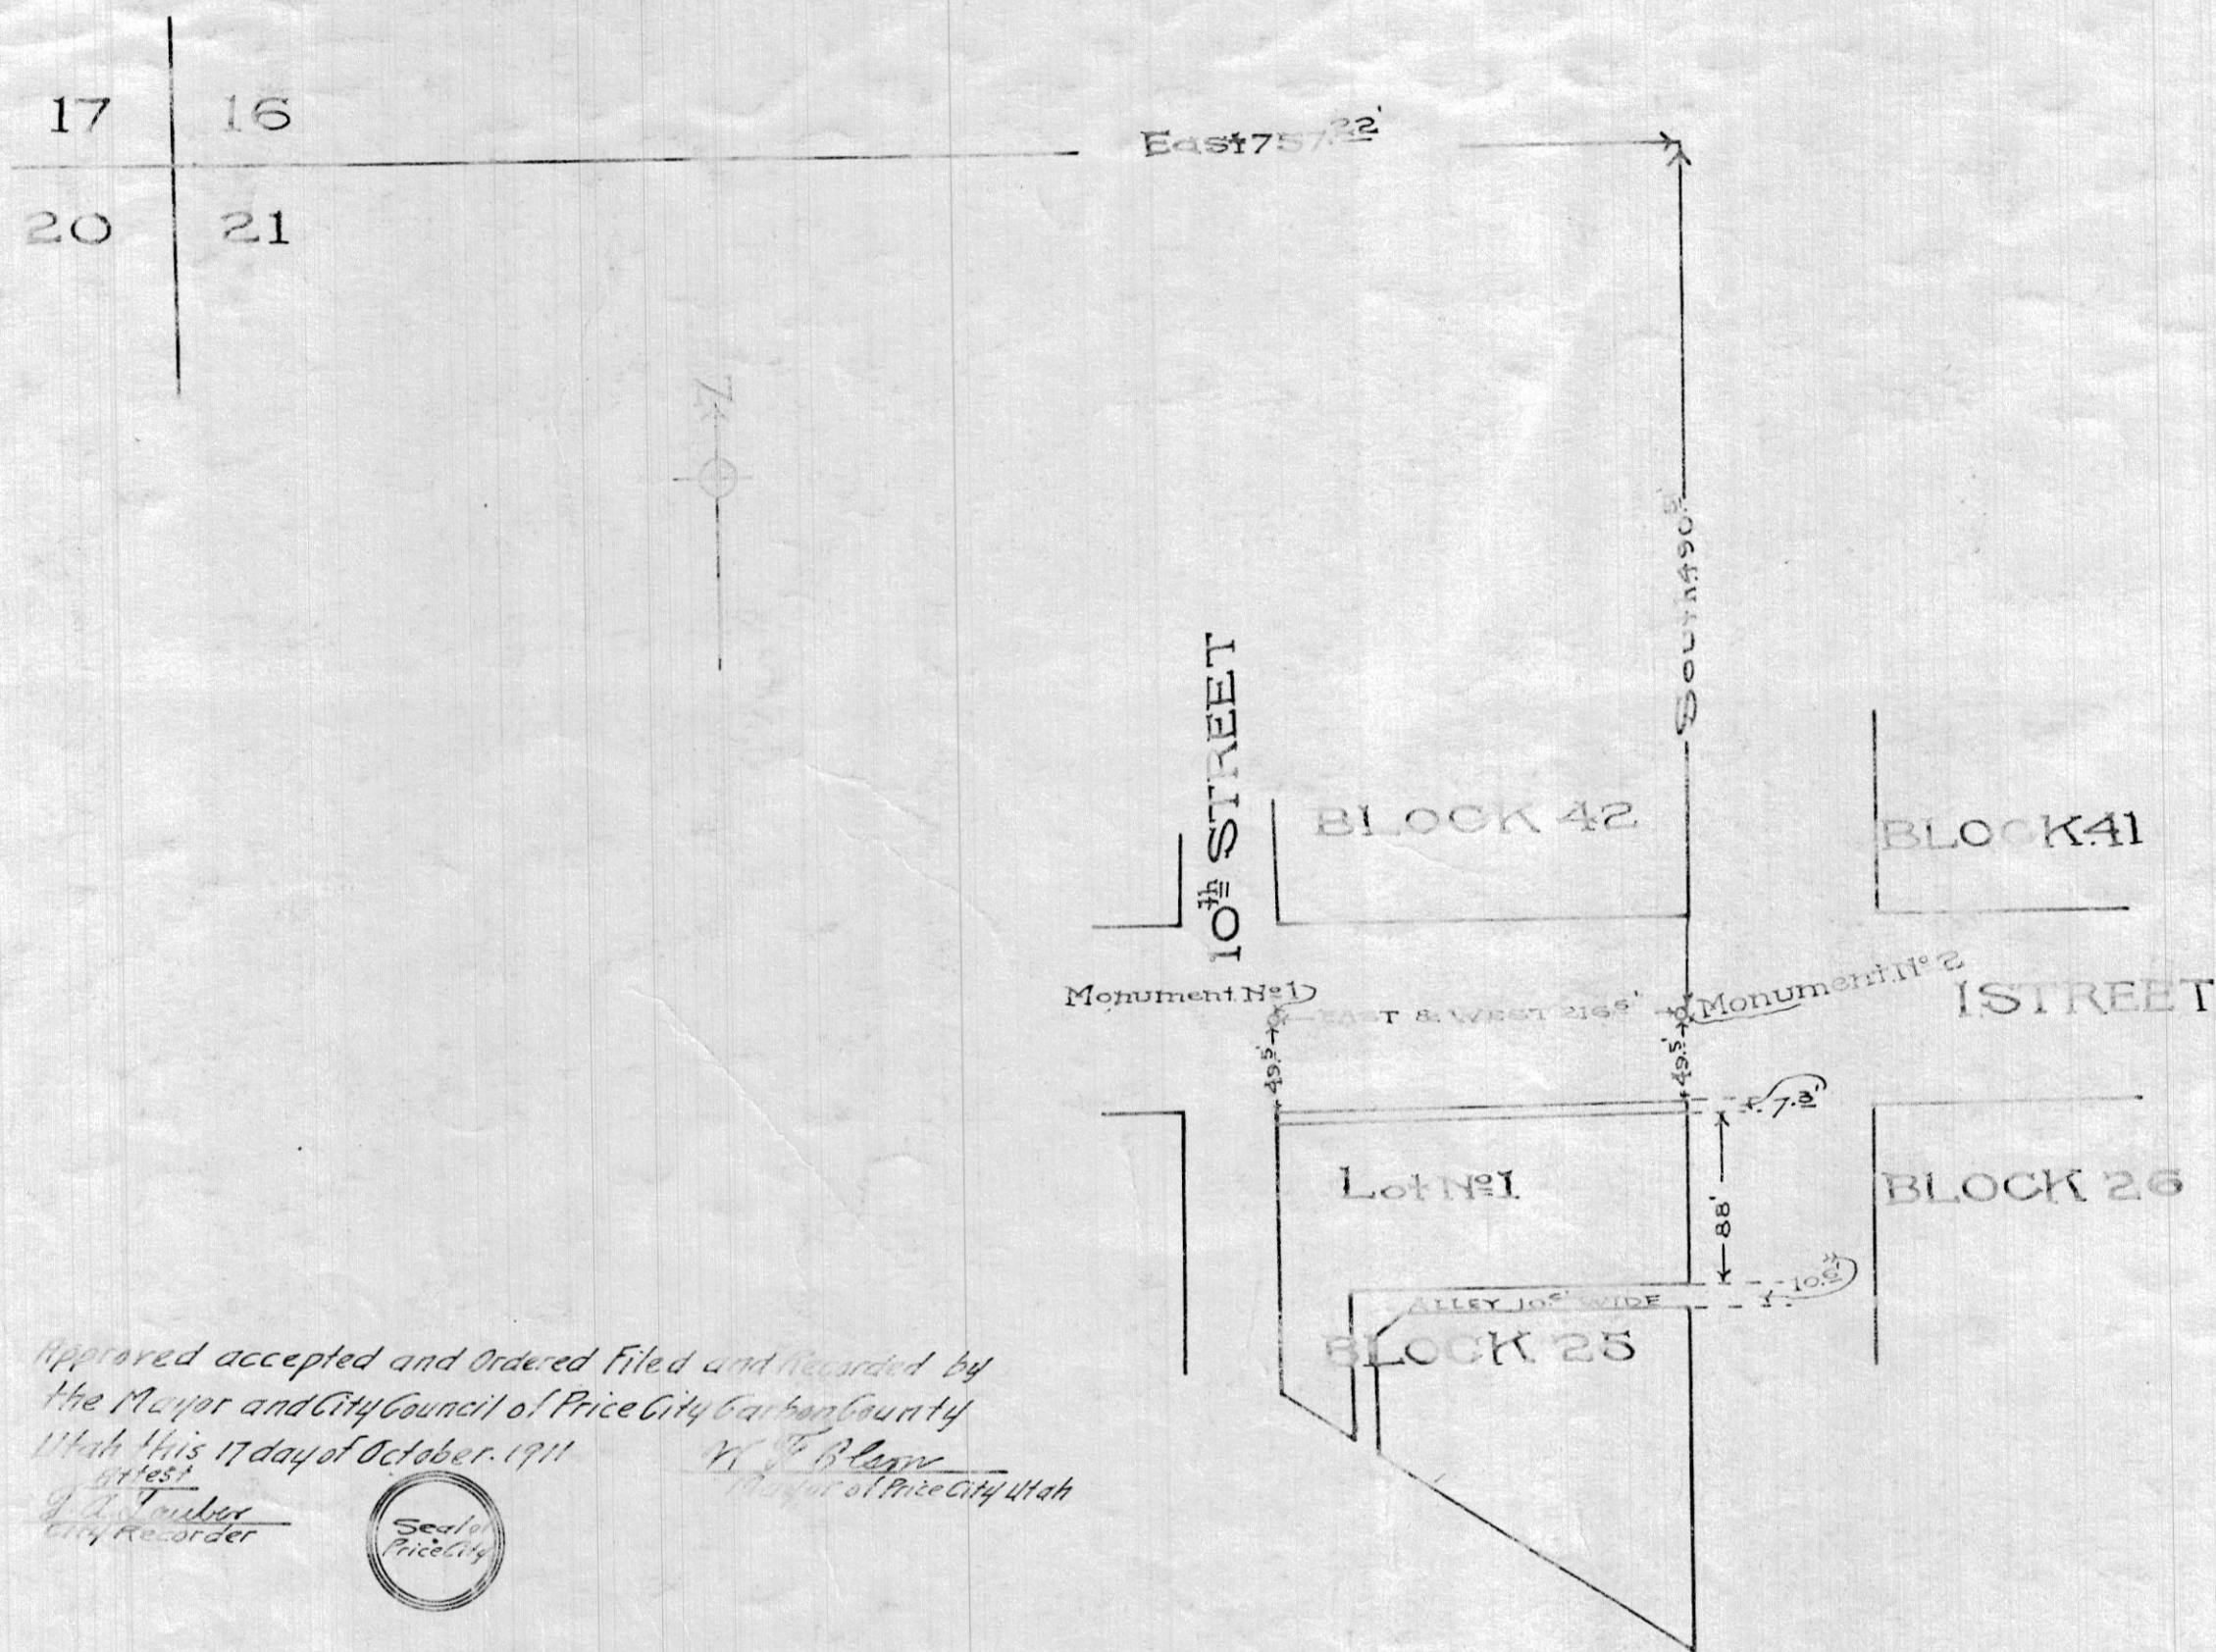 17 16
East 757.22'
20 21
N
South 490.5'
10th STREET
BLOCK 42
BLOCK.41
Monument. No 1
EAST & WEST 216.5'
Monument. No 2
1. STREET
49.5'
49.5'
7.3'
Lot No 1
88'
BLOCK 26
ALLEY 10.6' WIDE
10.6'
BLOCK 25
Approved accepted and Ordered Filed and Recorded by
the Mayor and City Council of Price City Carbon County
Utah this 17 day of October. 1911
Attest
W F
Mayor of Price City Utah
City Recorder
Seal of
Price City